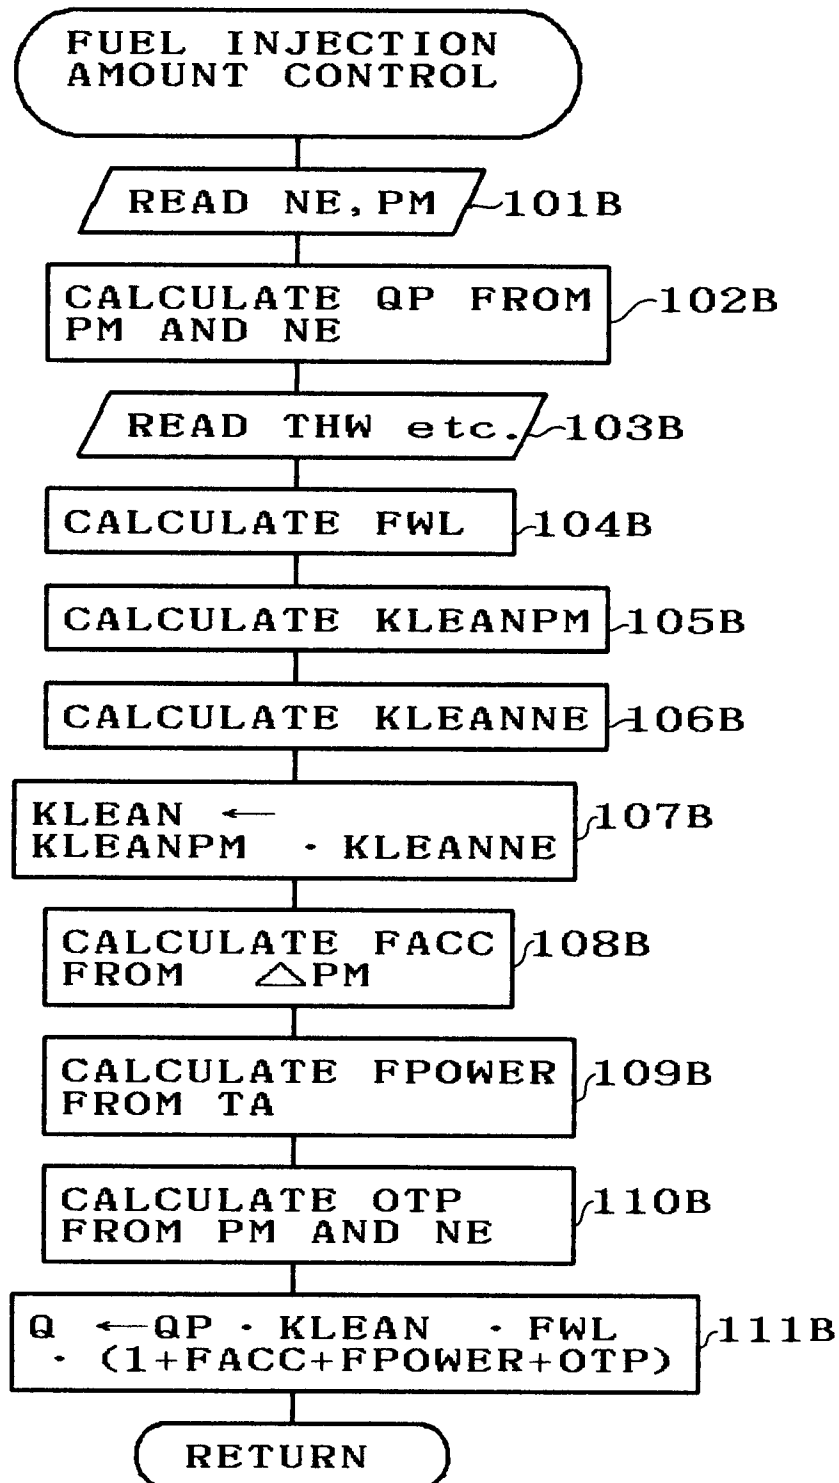 FUEL INJECTION
AMOUNT CONTROL
READ NE,PM 101B
CALCULATE QP FROM
PM AND NE 102B
READ THW etc. 103B
CALCULATE FWL 104B
CALCULATE KLEANPM 105B
CALCULATE KLEANNE 106B
KLEAN ←
KLEANPM · KLEANNE 107B
CALCULATE FACC
FROM △PM 108B
CALCULATE FPOWER
FROM TA 109B
CALCULATE OTP
FROM PM AND NE 110B
Q ←QP · KLEAN · FWL
· (1+FACC+FPOWER+OTP) 111B
RETURN